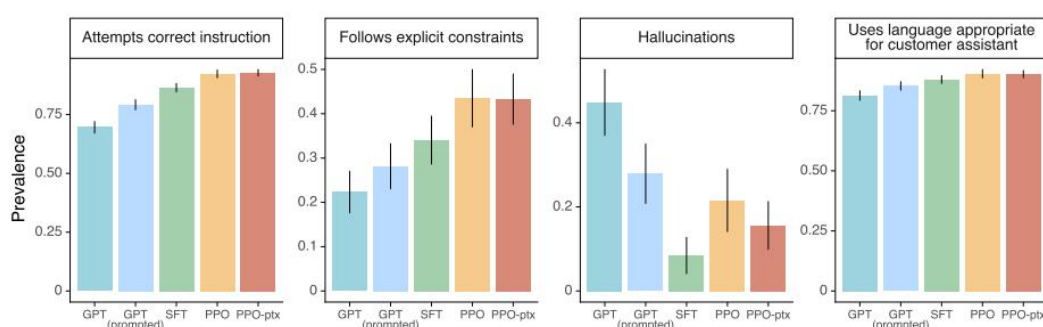 Attempts correct instruction
Follows explicit constraints
Hallucinations
Uses language appropriate
for customer assistant
Prevalence
0.75
0.50
0.25
0
0.5
0.4
0.3
0.2
0.1
0
0.4
0.2
0
0.75
0.50
0.25
0
GPT
GPT
(prompted)
SFT
PPO
PPO-ptx
GPT
GPT
(prompted)
SFT
PPO
PPO-ptx
GPT
GPT
(prompted)
SFT
PPO
PPO-ptx
GPT
GPT
(prompted)
SFT
PPO
PPO-ptx